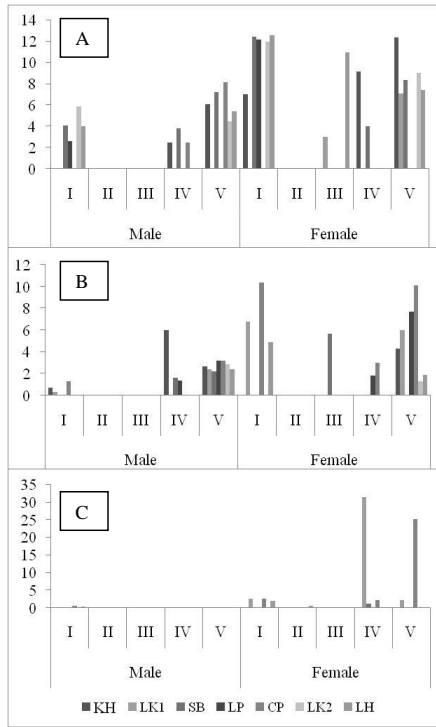 A
14
12
10
8
6
4
2
0
I II III IV V I II III IV V
Male Female
B
12
10
8
6
4
2
0
I II III IV V I II III IV V
Male Female
C
35
30
25
20
15
10
5
0
I II III IV V I II III IV V
Male Female
KH LK1 SB LP CP LK2 LH